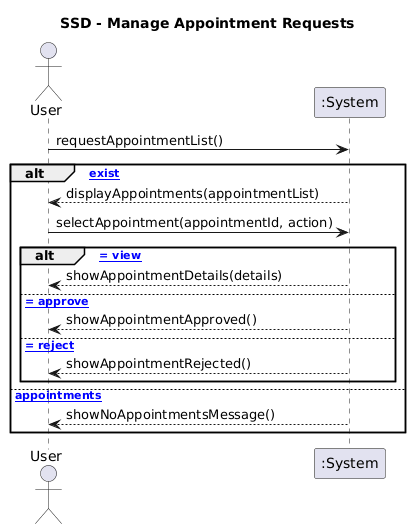 SSD - Manage Appointment Requests
User
:System
requestAppointmentList()
alt exist
displayAppointments(appointmentList)
selectAppointment(appointmentId, action)
alt = view
showAppointmentDetails(details)
= approve
showAppointmentApproved()
= reject
showAppointmentRejected()
appointments
showNoAppointmentsMessage()
User
:System